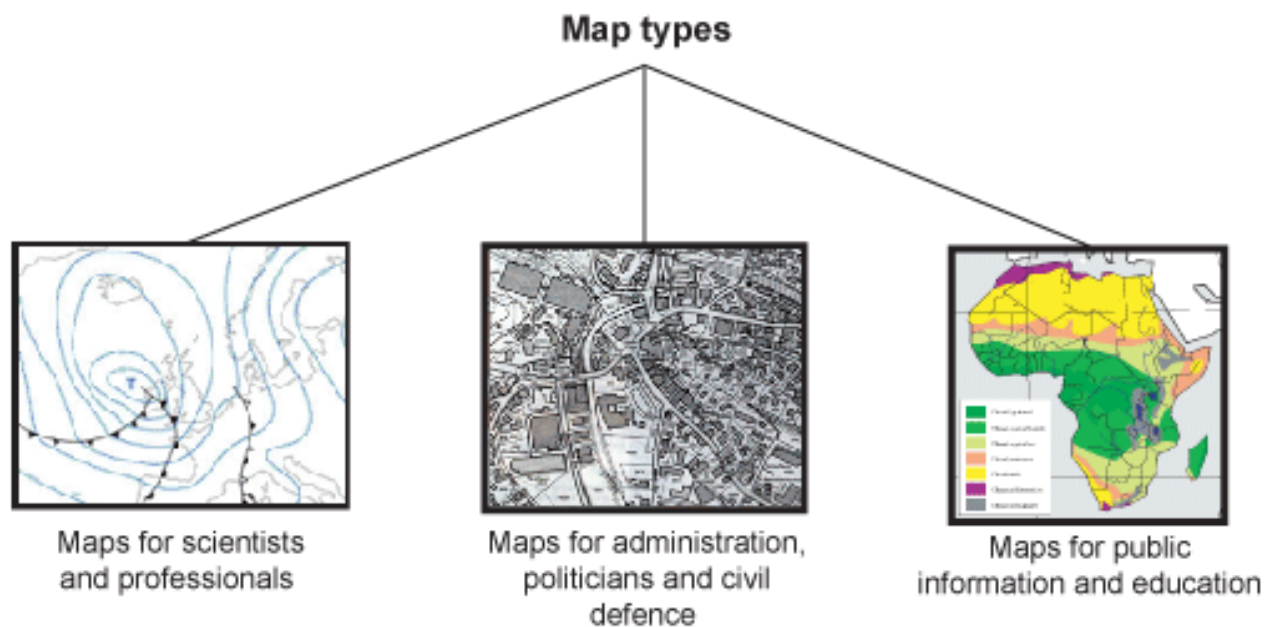 Map types
T
Maps for scientists
and professionals
Maps for administration,
politicians and civil
defence
Maps for public
information and education